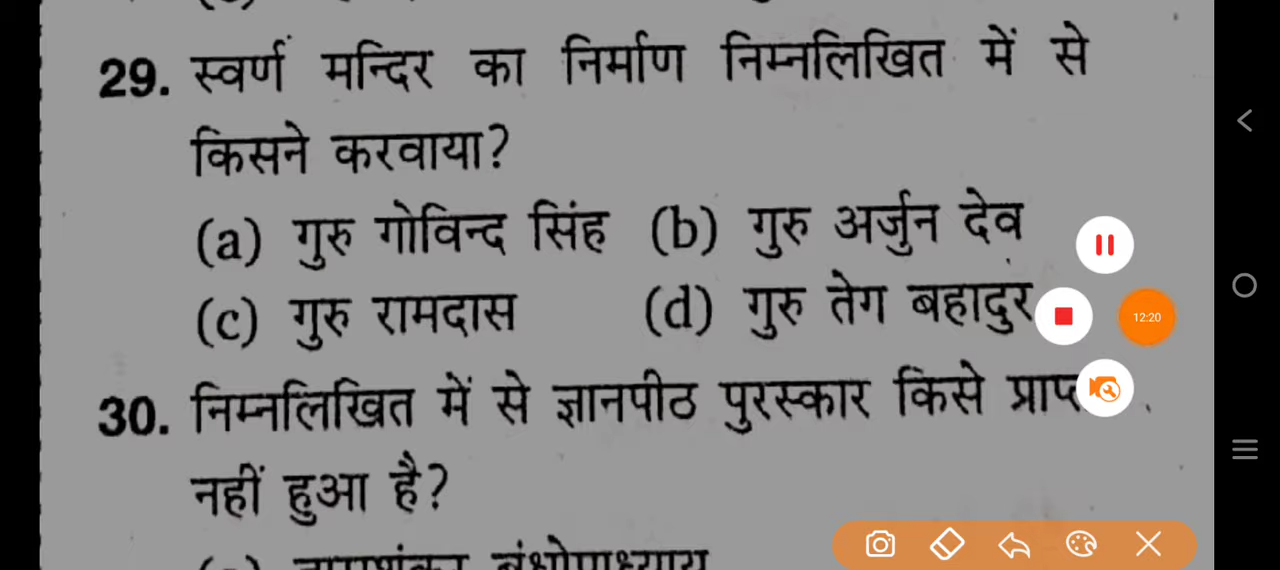 29. स्वर्ण मन्दिर का निर्माण निम्नलिखित में से
किसने करवाया?
(a) गुरु गोविन्द सिंह (b) गुरु अर्जुन देव
(c) गुरु रामदास (d) गुरु तेग बहादुर
12:20
30. निम्नलिखित में से ज्ञानपीठ पुरस्कार किसे
नहीं हुआ है?